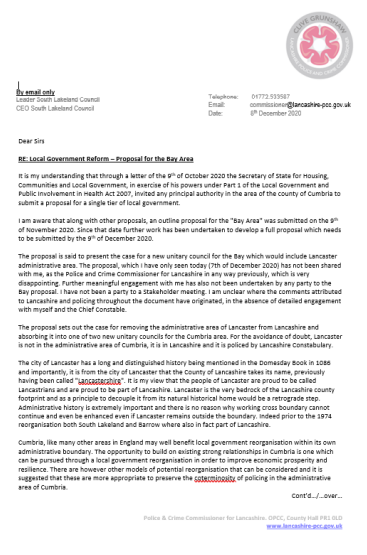 CLIVE GRUNSHAW
By email only
Leader South Lakeland Council
CEO South Lakeland Council
Telephone: 01772 533587
Email: commissioner@lancashire-pcc.gov.uk
Date: 8th December 2020
Dear Sirs
RE: Local Government Reform – Proposal for the Bay Area
It is my understanding that through a letter of the 9th of October 2020 the Secretary of State for Housing,
Communities and Local Government, in exercise of his powers under Part 1 of the Local Government and
Public Involvement in Health Act 2007, invited any principal authority in the area of the county of Cumbria to
submit a proposal for a single tier of local government.
I am aware that along with other proposals, an outline proposal for the "Bay Area" was submitted on the 9th
of November 2020. Since that date further work has been undertaken to develop a full proposal which needs
to be submitted by the 9th of December 2020.
The proposal is said to present the case for a new unitary council for the Bay which would include Lancaster
administrative area. The proposal, which I have only seen today (7th of December 2020) has not been shared
with me, as the Police and Crime Commissioner for Lancashire in any way previously, which is very
disappointing. Further meaningful engagement with me has also not been undertaken by any party to the
Bay proposal. I have not been a party to a Stakeholder meeting. I am unclear where the comments attributed
to Lancashire and policing throughout the document have originated, in the absence of detailed engagement
with myself and the Chief Constable.
The proposal sets out the case for removing the administrative area of Lancaster from Lancashire and
absorbing it into one of two new unitary councils for the Cumbria area. For the avoidance of doubt, Lancaster
is not in the administrative area of Cumbria, it is in Lancashire and it is policed by Lancashire Constabulary.
The city of Lancaster has a long and distinguished history being mentioned in the Domesday Book in 1086
and importantly, it is from the city of Lancaster that the County of Lancashire takes its name, previously
having been called "Lancastershire". It is my view that the people of Lancaster are proud to be called
Lancastrians and are proud to be part of Lancashire. Lancaster is the very bedrock of the Lancashire county
footprint and as a principle to decouple it from its natural historical home would be a retrograde step.
Administrative history is extremely important and there is no reason why working cross boundary cannot
continue and even be enhanced even if Lancaster remains outside the boundary. Indeed prior to the 1974
reorganisation both South Lakeland and Barrow where also in fact part of Lancashire.
Cumbria, like many other areas in England may well benefit local government reorganisation within its own
administrative boundary. The opportunity to build on existing strong relationships in Cumbria is one which
can be pursued through a local government reorganisation in order to improve economic prosperity and
resilience. There are however other models of potential reorganisation that can be considered and it is
suggested that these are more appropriate to preserve the coterminosity of policing in the administrative
area of Cumbria.
Cont'd.../...over...
Police & Crime Commissioner for Lancashire. OPCC, County Hall PR1 0LD
www.lancashire-pcc.gov.uk